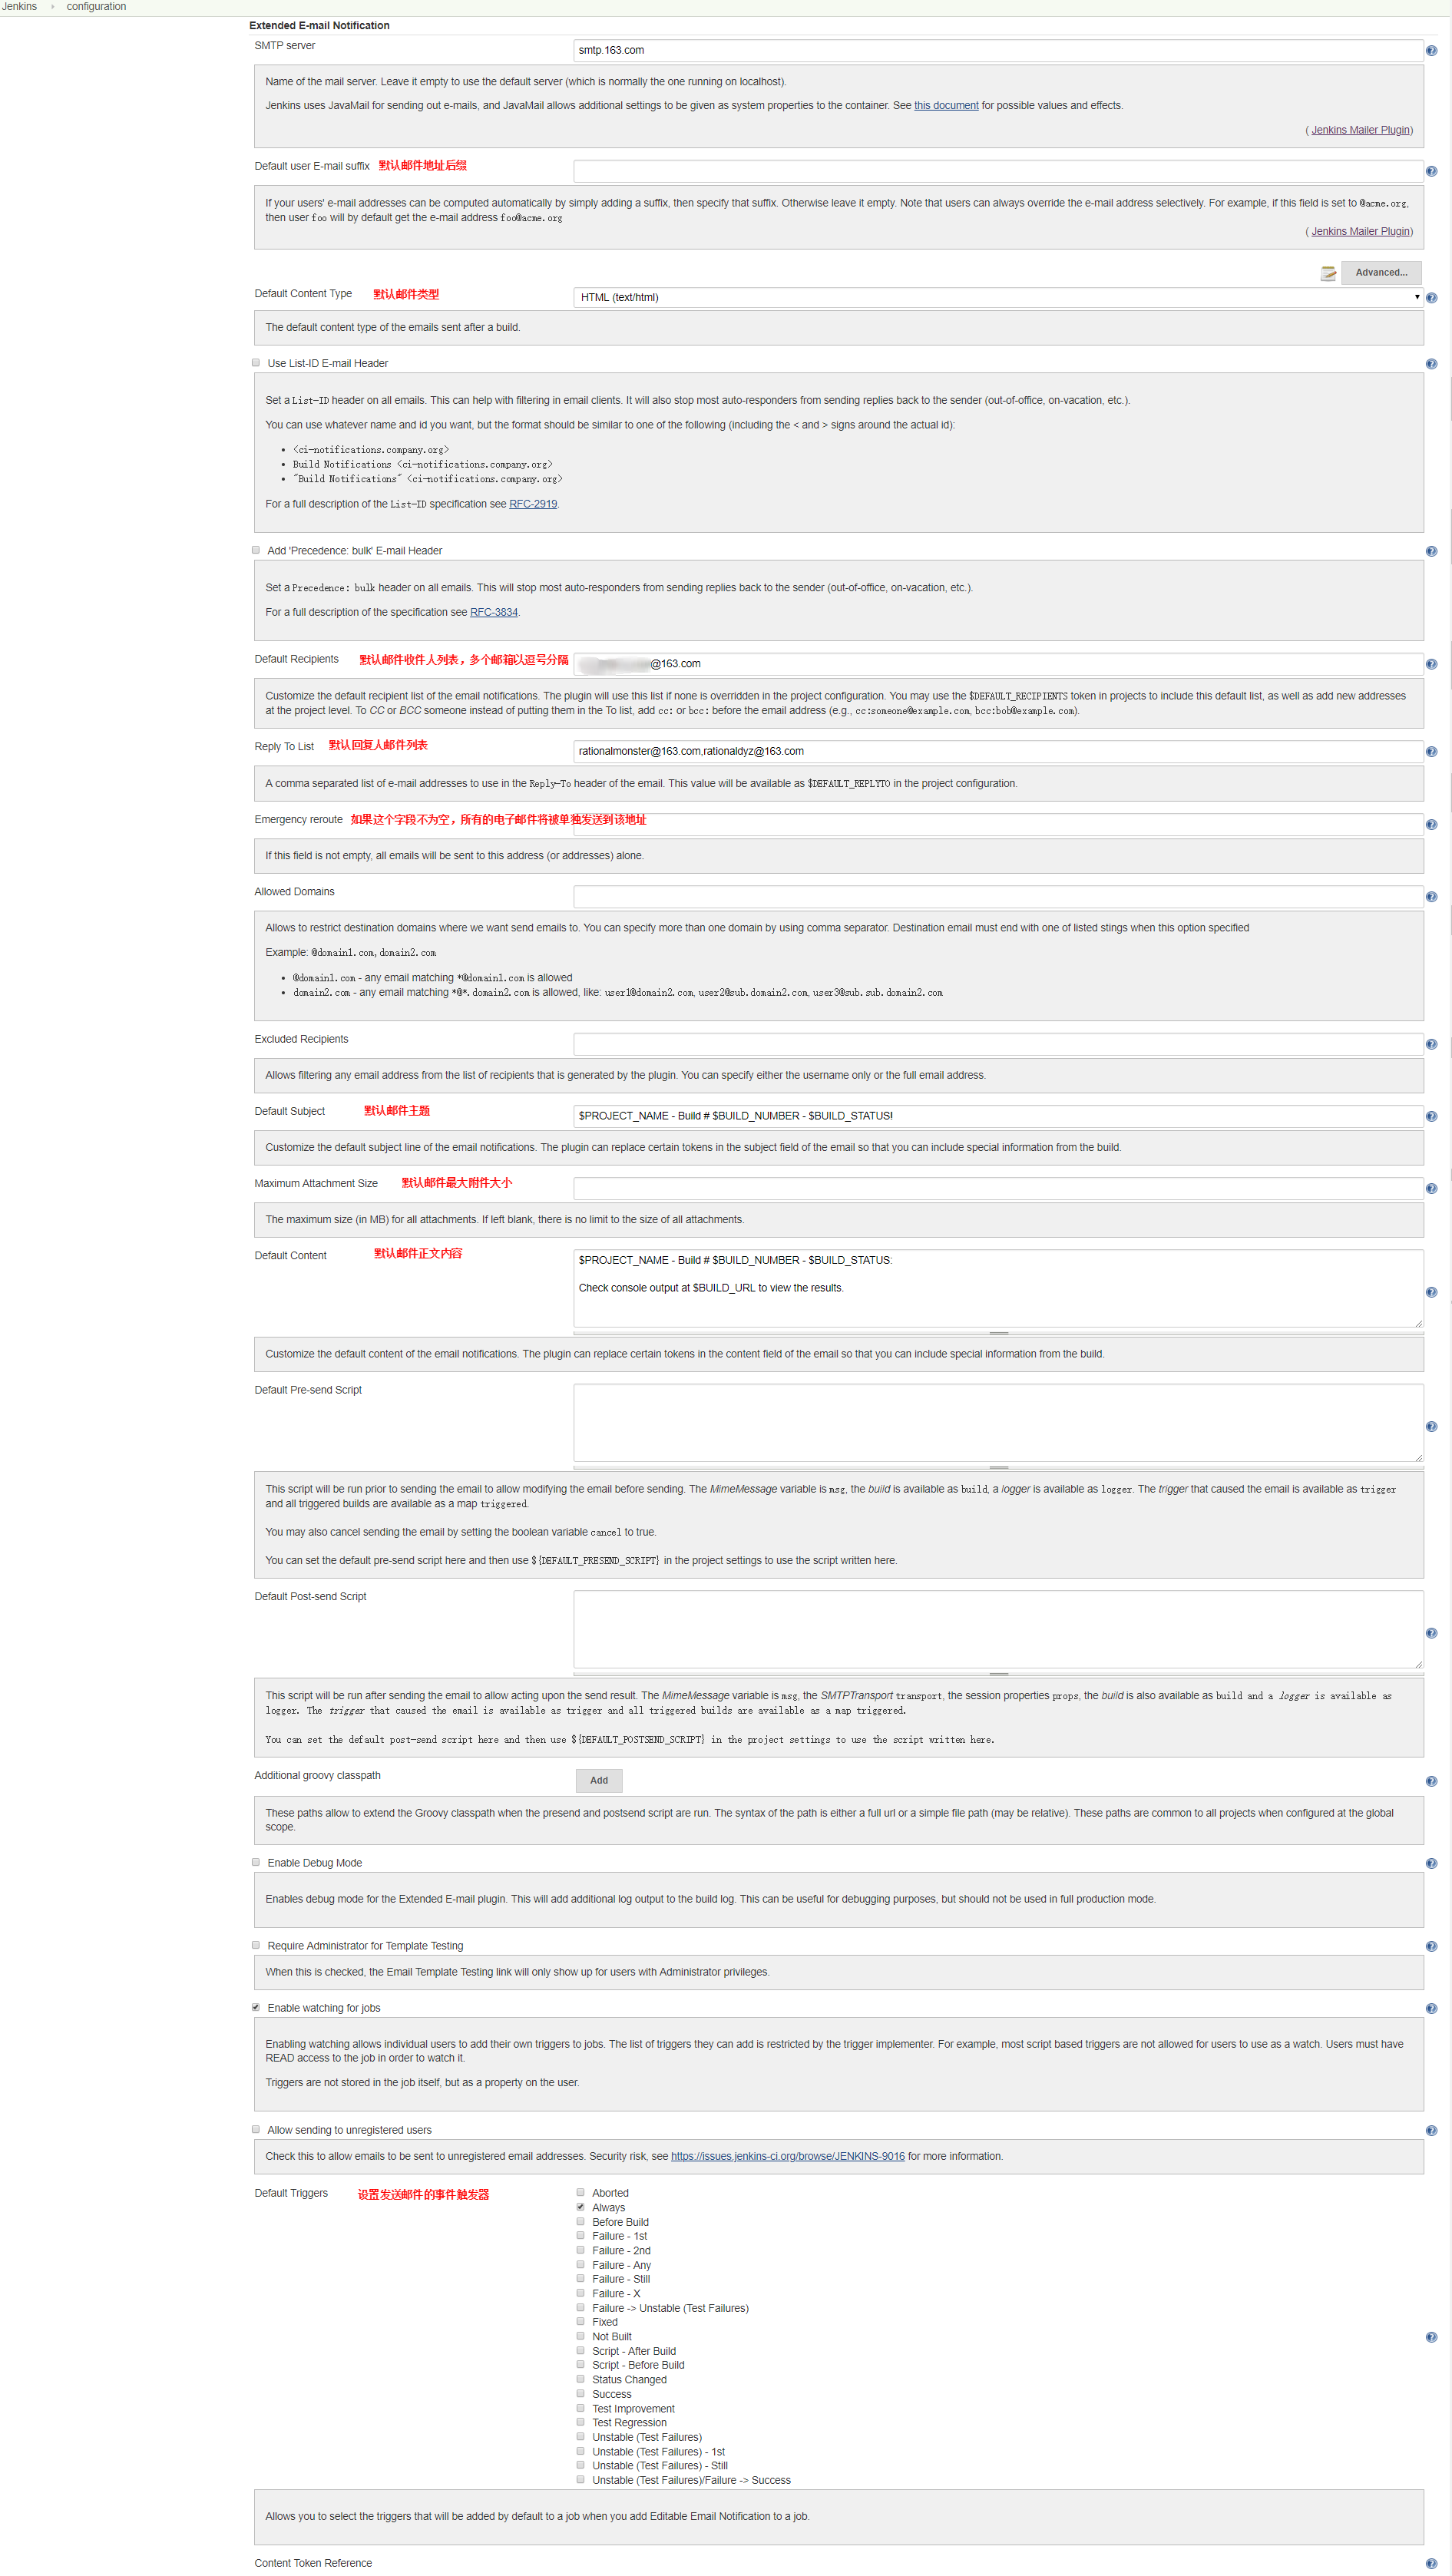 Jenkins › configuration
Extended E-mail Notification
SMTP server
smtp.163.com
Name of the mail server. Leave it empty to use the default server (which is normally the one running on localhost).
Jenkins uses JavaMail for sending out e-mails, and JavaMail allows additional settings to be given as system properties to the container. See this document for possible values and effects.
( Jenkins Mailer Plugin)
Default user E-mail suffix 默认邮件地址后缀
If your users' e-mail addresses can be computed automatically by simply adding a suffix, then specify that suffix. Otherwise leave it empty. Note that users can always override the e-mail address selectively. For example, if this field is set to @acme.org,
then user foo will by default get the e-mail address foo@acme.org
( Jenkins Mailer Plugin)
Advanced...
Default Content Type 默认邮件类型
HTML (text/html)
The default content type of the emails sent after a build.
Use List-ID E-mail Header
Set a List-ID header on all emails. This can help with filtering in email clients. It will also stop most auto-responders from sending replies back to the sender (out-of-office, on-vacation, etc.).
You can use whatever name and id you want, but the format should be similar to one of the following (including the < and > signs around the actual id):
• <ci-notifications.company.org>
• Build Notifications <ci-notifications.company.org>
• "Build Notifications" <ci-notifications.company.org>
For a full description of the List-ID specification see RFC-2919.
Add 'Precedence: bulk' E-mail Header
Set a Precedence: bulk header on all emails. This will stop most auto-responders from sending replies back to the sender (out-of-office, on-vacation, etc.).
For a full description of the specification see RFC-3834.
Default Recipients 默认邮件收件人列表，多个邮箱以逗号分隔
@163.com
Customize the default recipient list of the email notifications. The plugin will use this list if none is overridden in the project configuration. You may use the $DEFAULT_RECIPIENTS token in projects to include this default list, as well as add new addresses
at the project level. To CC or BCC someone instead of putting them in the To list, add cc: or bcc: before the email address (e.g., cc:someone@example.com, bcc:bob@example.com).
Reply To List 默认回复人邮件列表
rationalmonster@163.com,rationaldyz@163.com
A comma separated list of e-mail addresses to use in the Reply-To header of the email. This value will be available as $DEFAULT_REPLYTO in the project configuration.
Emergency reroute 如果这个字段不为空，所有的电子邮件将被单独发送到该地址
If this field is not empty, all emails will be sent to this address (or addresses) alone.
Allowed Domains
Allows to restrict destination domains where we want send emails to. You can specify more than one domain by using comma separator. Destination email must end with one of listed stings when this option specified
Example: @domain1.com,domain2.com
• @domain1.com - any email matching *@domain1.com is allowed
• domain2.com - any email matching *@*.domain2.com is allowed, like: user1@domain2.com, user2@sub.domain2.com, user3@sub.sub.domain2.com
Excluded Recipients
Allows filtering any email address from the list of recipients that is generated by the plugin. You can specify either the username only or the full email address.
Default Subject 默认邮件主题
$PROJECT_NAME - Build # $BUILD_NUMBER - $BUILD_STATUS!
Customize the default subject line of the email notifications. The plugin can replace certain tokens in the subject field of the email so that you can include special information from the build.
Maximum Attachment Size 默认邮件最大附件大小
The maximum size (in MB) for all attachments. If left blank, there is no limit to the size of all attachments.
Default Content 默认邮件正文内容
$PROJECT_NAME - Build # $BUILD_NUMBER - $BUILD_STATUS:
Check console output at $BUILD_URL to view the results.
Customize the default content of the email notifications. The plugin can replace certain tokens in the content field of the email so that you can include special information from the build.
Default Pre-send Script
This script will be run prior to sending the email to allow modifying the email before sending. The MimeMessage variable is msg, the build is available as build, a logger is available as logger. The trigger that caused the email is available as trigger
and all triggered builds are available as a map triggered.
You may also cancel sending the email by setting the boolean variable cancel to true.
You can set the default pre-send script here and then use ${DEFAULT_PRESEND_SCRIPT} in the project settings to use the script written here.
Default Post-send Script
This script will be run after sending the email to allow acting upon the send result. The MimeMessage variable is msg, the SMTPTransport transport, the session properties props, the build is also available as build and a logger is available as
logger. The trigger that caused the email is available as trigger and all triggered builds are available as a map triggered.
You can set the default post-send script here and then use ${DEFAULT_POSTSEND_SCRIPT} in the project settings to use the script written here.
Additional groovy classpath
Add
These paths allow to extend the Groovy classpath when the presend and postsend script are run. The syntax of the path is either a full url or a simple file path (may be relative). These paths are common to all projects when configured at the global
scope.
Enable Debug Mode
Enables debug mode for the Extended E-mail plugin. This will add additional log output to the build log. This can be useful for debugging purposes, but should not be used in full production mode.
Require Administrator for Template Testing
When this is checked, the Email Template Testing link will only show up for users with Administrator privileges.
Enable watching for jobs
Enabling watching allows individual users to add their own triggers to jobs. The list of triggers they can add is restricted by the trigger implementer. For example, most script based triggers are not allowed for users to use as a watch. Users must have
READ access to the job in order to watch it.
Triggers are not stored in the job itself, but as a property on the user.
Allow sending to unregistered users
Check this to allow emails to be sent to unregistered email addresses. Security risk, see https://issues.jenkins-ci.org/browse/JENKINS-9016 for more information.
Default Triggers 设置发送邮件的事件触发器
Aborted
Always
Before Build
Failure - 1st
Failure - 2nd
Failure - Any
Failure - Still
Failure - X
Failure -> Unstable (Test Failures)
Fixed
Not Built
Script - After Build
Script - Before Build
Status Changed
Success
Test Improvement
Test Regression
Unstable (Test Failures)
Unstable (Test Failures) - 1st
Unstable (Test Failures) - Still
Unstable (Test Failures)/Failure -> Success
Allows you to select the triggers that will be added by default to a job when you add Editable Email Notification to a job.
Content Token Reference